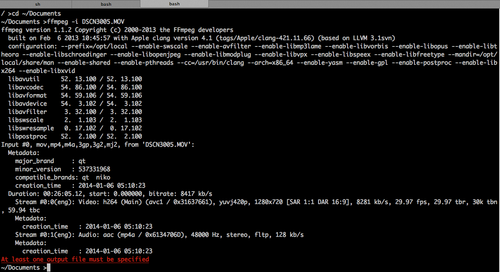 sh
bash
bash
/ >cd ~/Documents
~/Documents >ffmpeg -i DSCN3005.MOV
ffmpeg version 1.1.2 Copyright (c) 2000-2013 the FFmpeg developers
  built on Feb  6 2013 10:45:57 with Apple clang version 4.1 (tags/Apple/clang-421.11.66) (based on LLVM 3.1svn)
  configuration: --prefix=/opt/local --enable-swscale --enable-avfilter --enable-libmp3lame --enable-libvorbis --enable-libopus --enable-libt
heora --enable-libschroedinger --enable-libopenjpeg --enable-libmodplug --enable-libvpx --enable-libspeex --enable-libfreetype --mandir=/opt/
local/share/man --enable-shared --enable-pthreads --cc=/usr/bin/clang --arch=x86_64 --enable-yasm --enable-gpl --enable-postproc --enable-lib
x264 --enable-libxvid
  libavutil      52. 13.100 / 52. 13.100
  libavcodec     54. 86.100 / 54. 86.100
  libavformat    54. 59.106 / 54. 59.106
  libavdevice    54.  3.102 / 54.  3.102
  libavfilter     3. 32.100 /  3. 32.100
  libswscale      2.  1.103 /  2.  1.103
  libswresample   0. 17.102 /  0. 17.102
  libpostproc    52.  2.100 / 52.  2.100
Input #0, mov,mp4,m4a,3gp,3g2,mj2, from 'DSCN3005.MOV':
  Metadata:
    major_brand     : qt
    minor_version   : 537331968
    compatible_brands: qt  niko
    creation_time   : 2014-01-06 05:10:23
  Duration: 00:26:05.12, start: 0.000000, bitrate: 8417 kb/s
    Stream #0:0(eng): Video: h264 (Main) (avc1 / 0x31637661), yuvj420p, 1280x720 [SAR 1:1 DAR 16:9], 8281 kb/s, 29.97 fps, 29.97 tbr, 30k tbn
, 59.94 tbc
    Metadata:
      creation_time   : 2014-01-06 05:10:23
    Stream #0:1(eng): Audio: aac (mp4a / 0x6134706D), 48000 Hz, stereo, fltp, 128 kb/s
    Metadata:
      creation_time   : 2014-01-06 05:10:23
At least one output file must be specified
~/Documents >